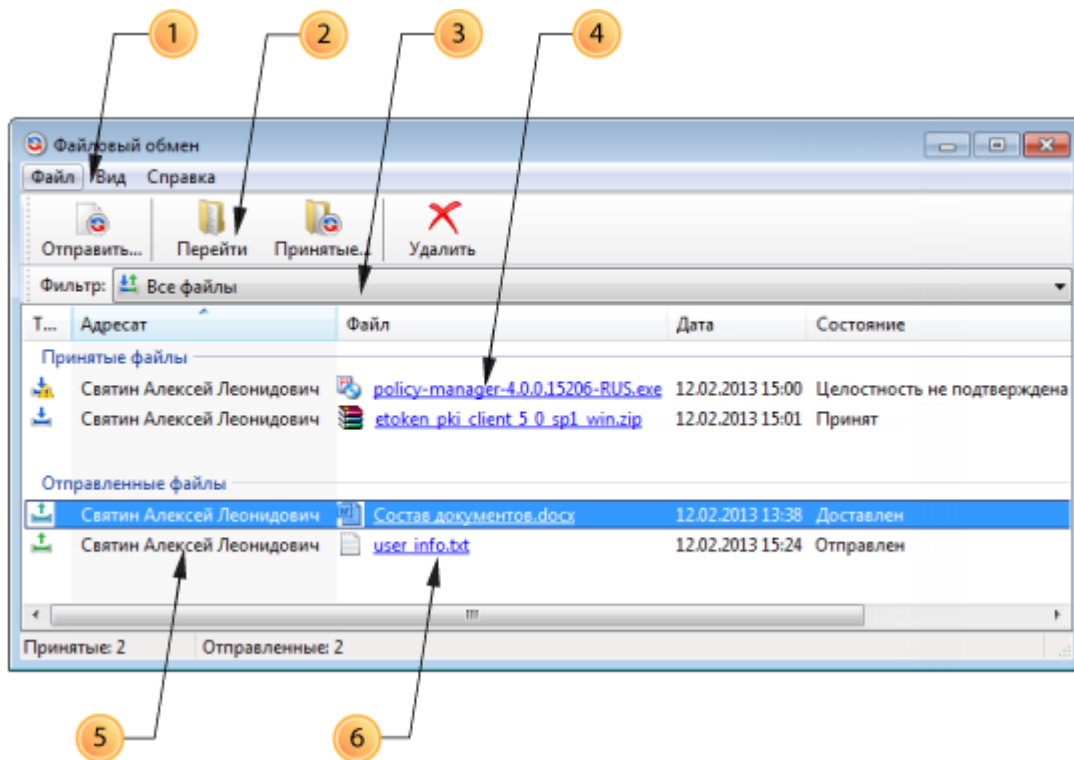 1 2 3 4
Файловый обмен
Файл Вид Справка
Отправить... Перейти Принятые... Удалить
Фильтр: Все файлы
Т... Адресат Файл Дата Состояние
Принятые файлы
Святин Алексей Леонидович policy-manager-4.0.0.15206-RUS.exe 12.02.2013 15:00 Целостность не подтверждена
Святин Алексей Леонидович etoken_pki_client_5_0_sp1_win.zip 12.02.2013 15:01 Принят
Отправленные файлы
Святин Алексей Леонидович Состав документов.docx 12.02.2013 13:38 Доставлен
Святин Алексей Леонидович user_info.txt 12.02.2013 15:24 Отправлен
Принятые: 2 Отправленные: 2
5 6